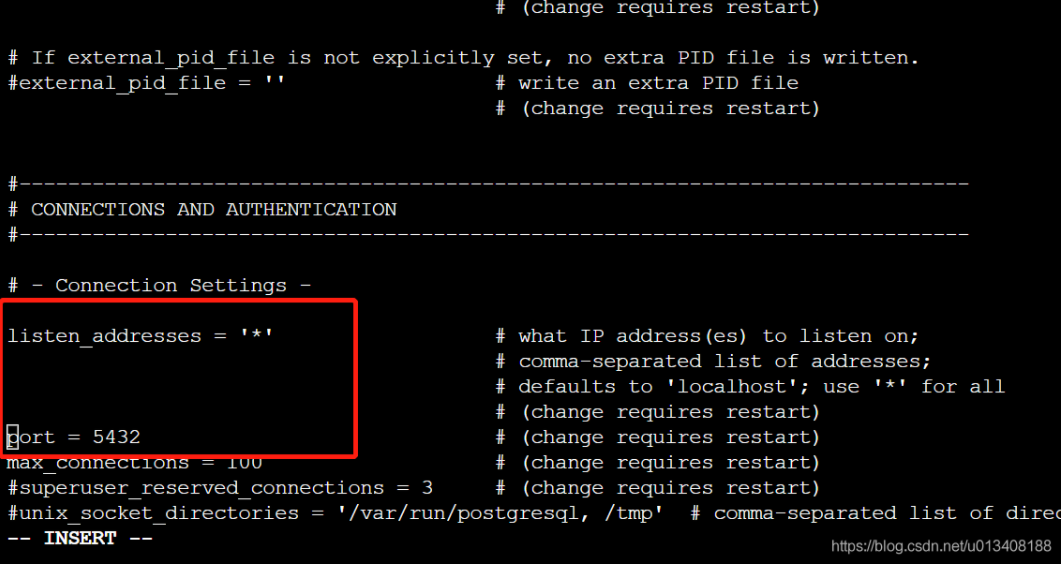 # (change requires restart)
# If external_pid_file is not explicitly set, no extra PID file is written.
#external_pid_file = '' # write an extra PID file
# (change requires restart)
#------------------------------------------------------------------------------
# CONNECTIONS AND AUTHENTICATION
#------------------------------------------------------------------------------
# - Connection Settings -
listen_addresses = '*' # what IP address(es) to listen on;
# comma-separated list of addresses;
# defaults to 'localhost'; use '*' for all
# (change requires restart)
port = 5432 # (change requires restart)
max_connections = 100 # (change requires restart)
#superuser_reserved_connections = 3 # (change requires restart)
#unix_socket_directories = '/var/run/postgresql, /tmp' # comma-separated list of direc
-- INSERT --
https://blog.csdn.net/u013408188